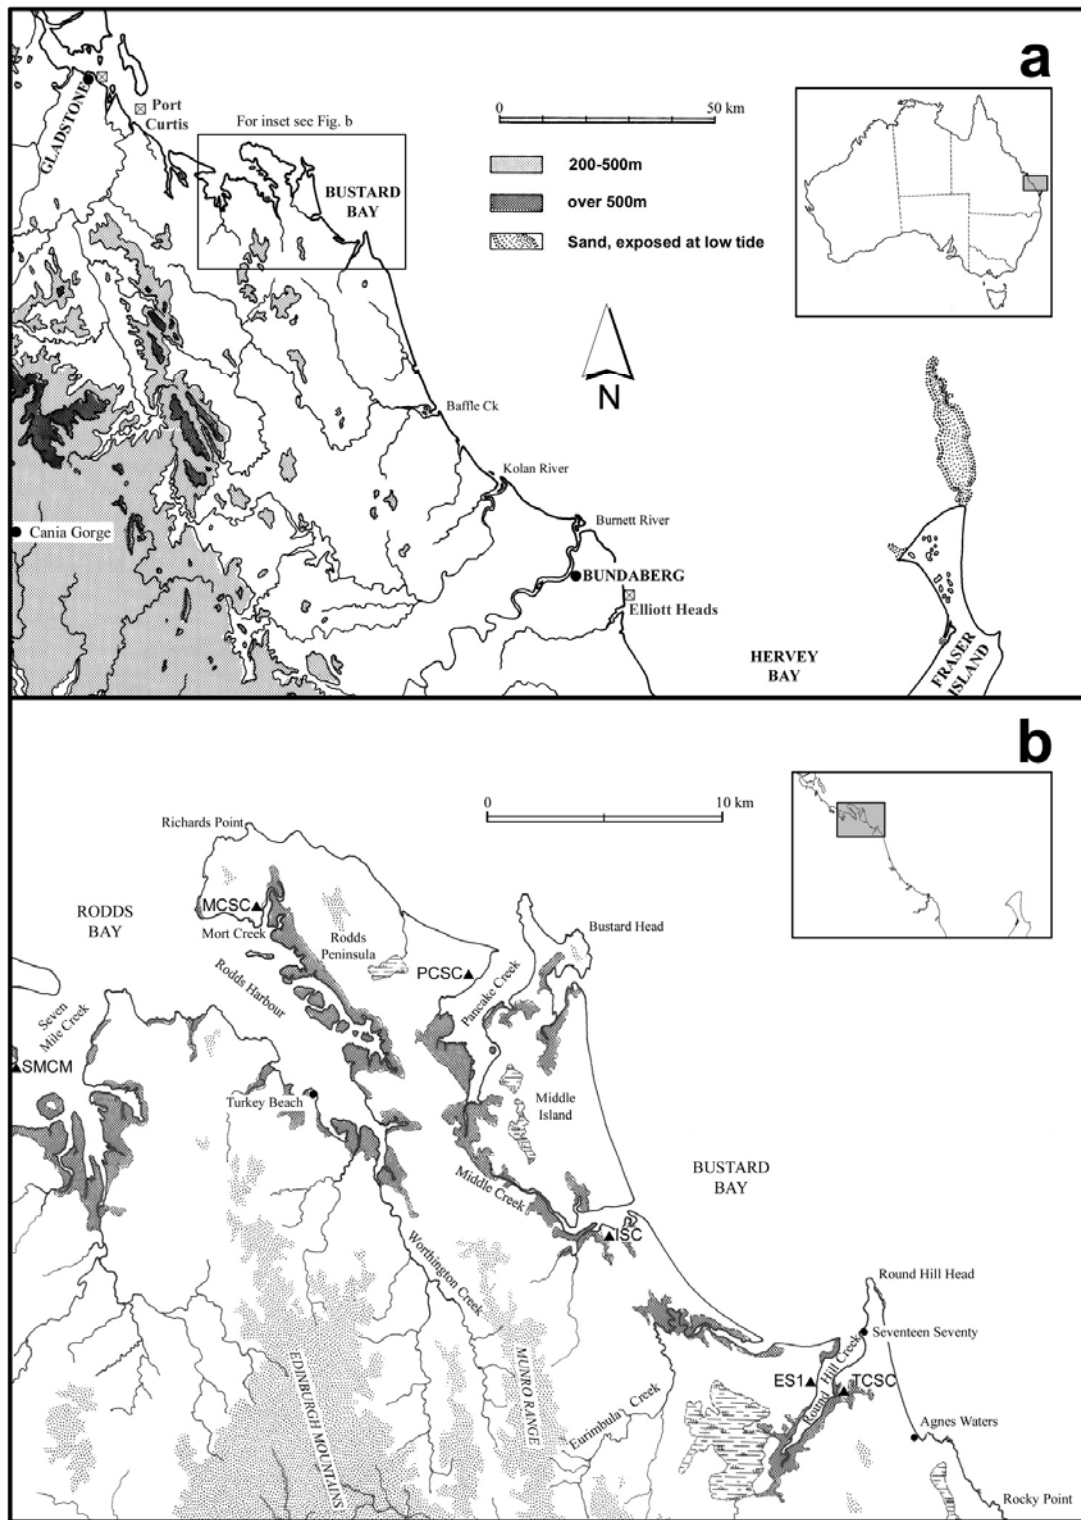 a
GLADSTONE
Port
Curtis
For inset see Fig. b
BUSTARD
BAY
0 50 km
200-500m
over 500m
Sand, exposed at low tide
N
Baffle Ck
Kolan River
Burnett River
Cania Gorge
BUNDABERG
Elliott Heads
HERVEY
BAY
FRASER
ISLAND
b
0 10 km
Richards Point
RODDS
BAY
MCSC
Mort Creek
Rodds
Peninsula
Rodds Harbour
PCSC
Pancake Creek
Bustard Head
Seven
Mile Creek
SMCM
Turkey Beach
Middle
Island
Middle Creek
BUSTARD
BAY
ISC
Worthington Creek
Round Hill Head
Seventeen Seventy
Round Hill Creek
ES1
TCSC
EDINBURGH MOUNTAINS
MUNRO RANGE
Eurimbula Creek
Agnes Waters
Rocky Point